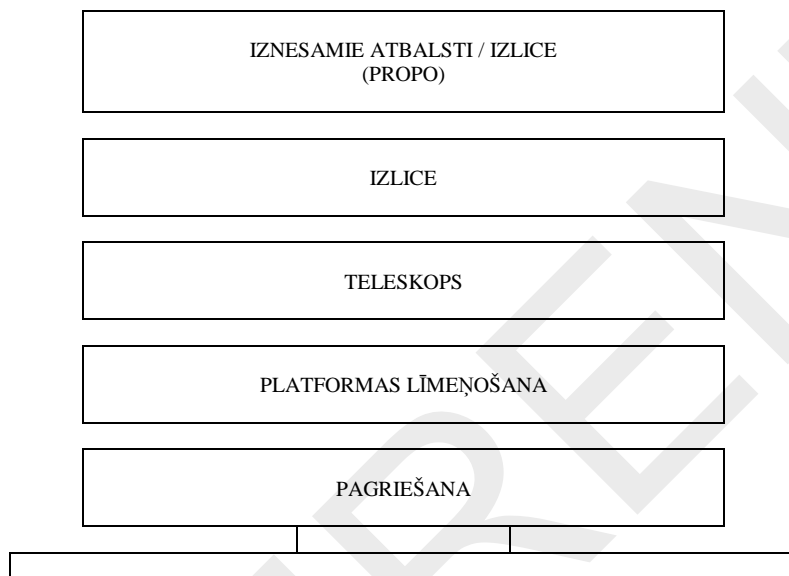 IZNESAMIE ATBALSTI / IZLICE
(PROPO)
IZLICE
TELESKOPS
PLATFORMAS LĪMEŅOŠANA
PAGRIEŠANA